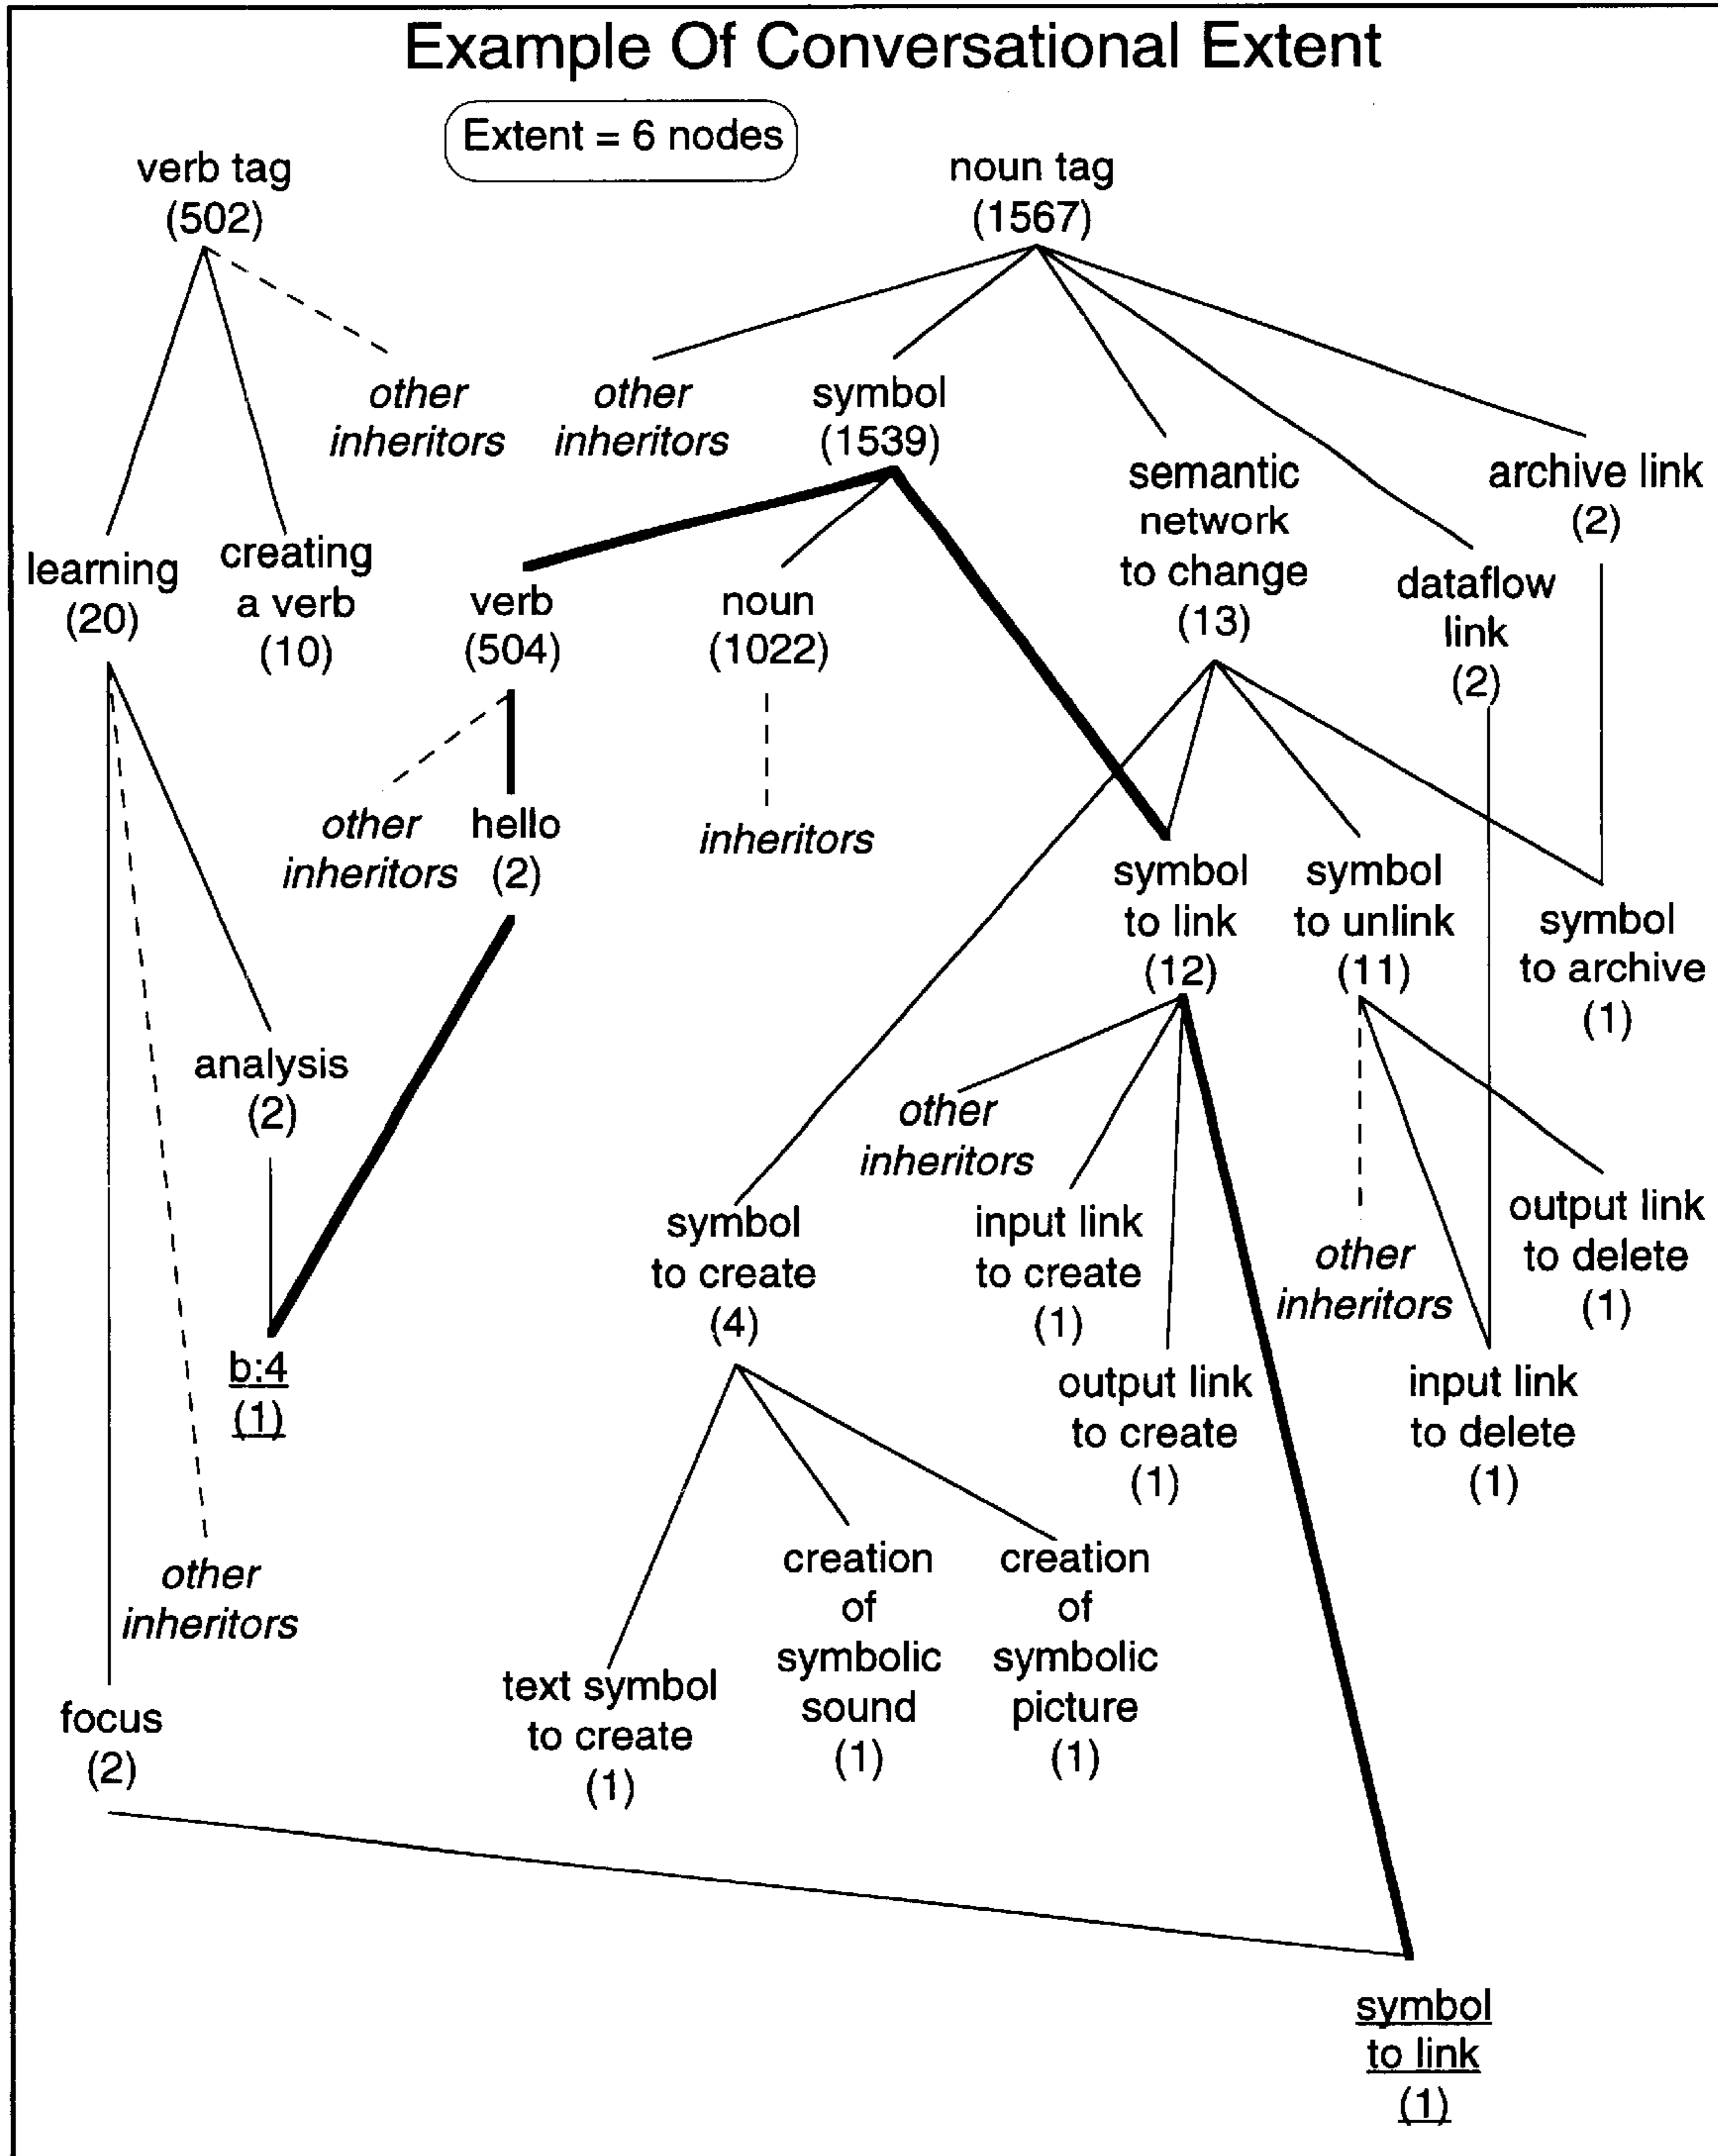 Example Of Conversational Extent
Extent = 6 nodes
verb tag
(502)
noun tag
(1567)
other
inheritors
other
inheritors
symbol
(1539)
semantic
network
to change
(13)
archive link
(2)
learning
(20)
creating
a verb
(10)
verb
(504)
noun
(1022)
dataflow
link
(2)
other
inheritors
hello
(2)
inheritors
symbol
to link
(12)
symbol
to unlink
(11)
symbol
to archive
(1)
analysis
(2)
other
inheritors
symbol
to create
(4)
input link
to create
(1)
other
inheritors
output link
to delete
(1)
b:4
(1)
output link
to create
(1)
input link
to delete
(1)
other
inheritors
creation
of
symbolic
sound
(1)
creation
of
symbolic
picture
(1)
text symbol
to create
(1)
focus
(2)
symbol
to link
(1)